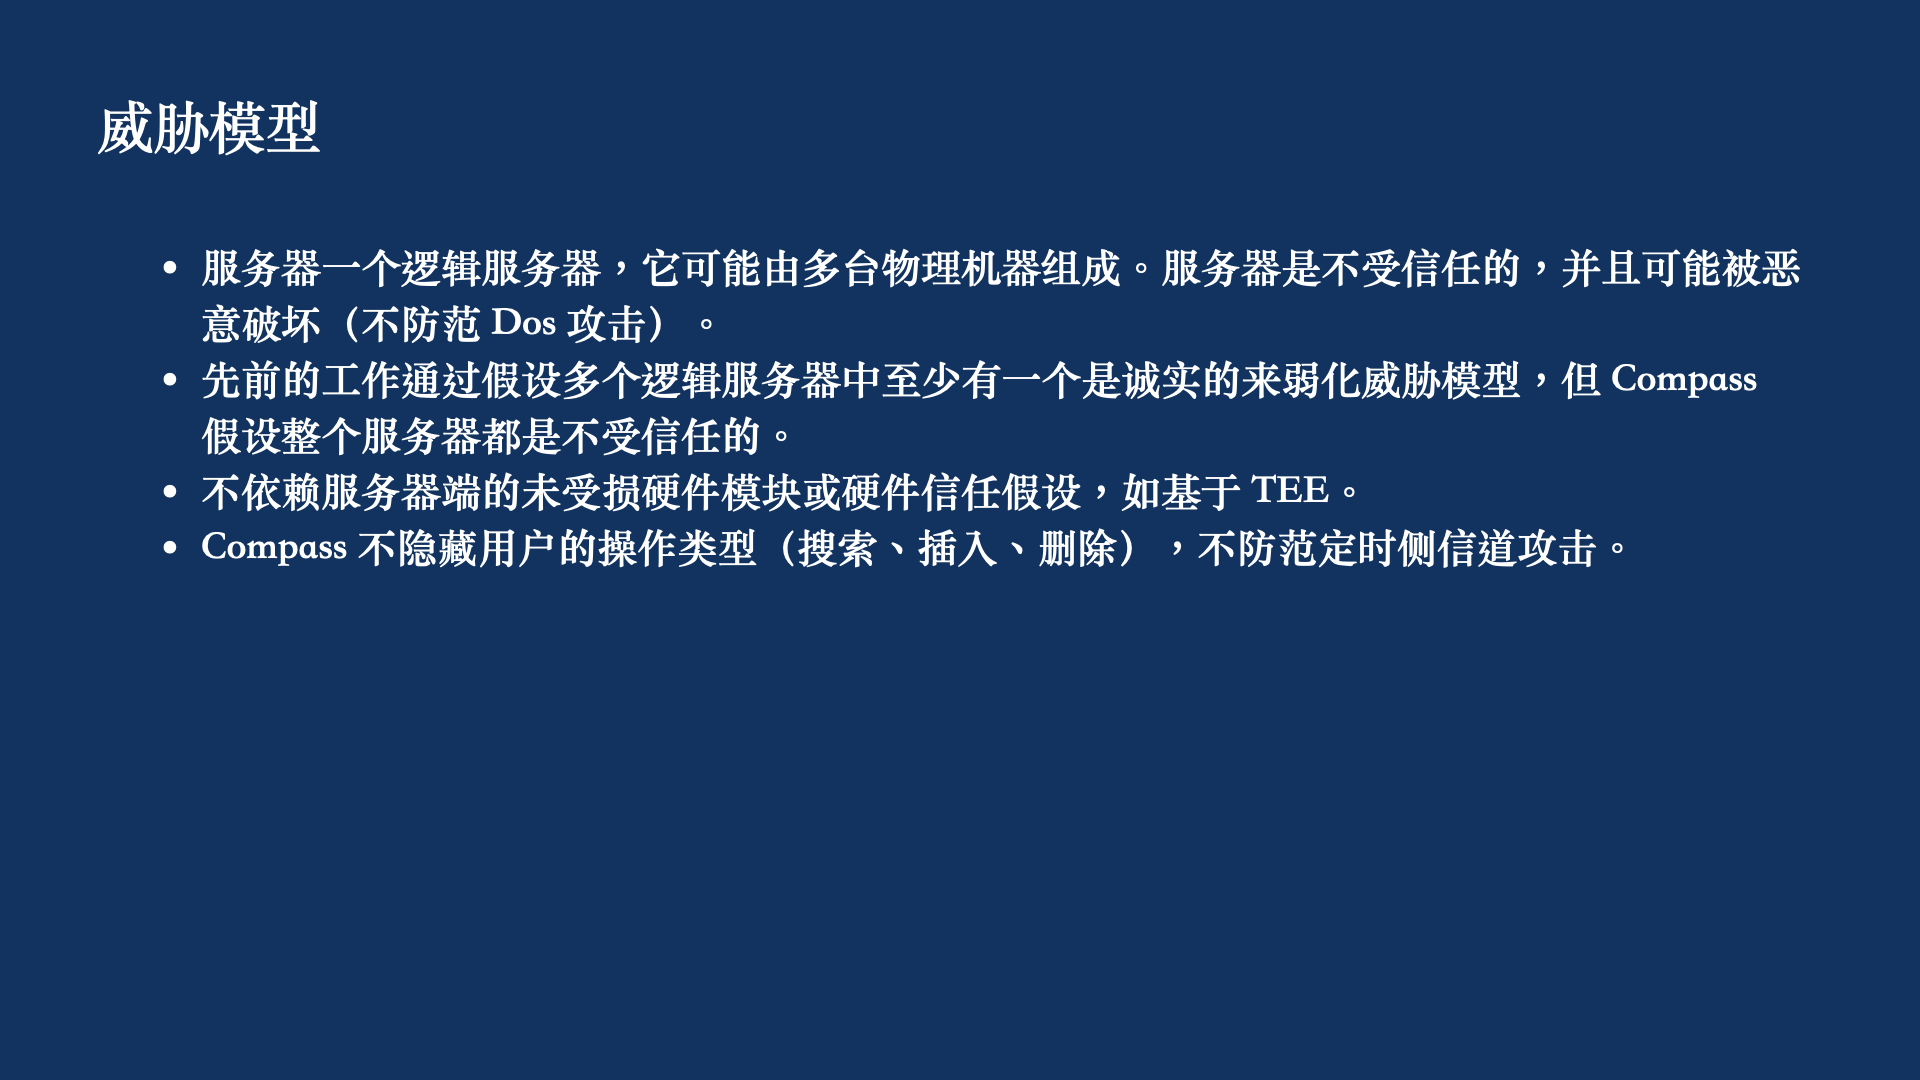 威胁模型
• 服务器一个逻辑服务器，它可能由多台物理机器组成。服务器是不受信任的，并且可能被恶
意破坏（不防范 Dos 攻击）。
• 先前的工作通过假设多个逻辑服务器中至少有一个是诚实的来弱化威胁模型，但 Compass
假设整个服务器都是不受信任的。
• 不依赖服务器端的未受损硬件模块或硬件信任假设，如基于 TEE。
• Compass 不隐藏用户的操作类型（搜索、插入、删除），不防范定时侧信道攻击。